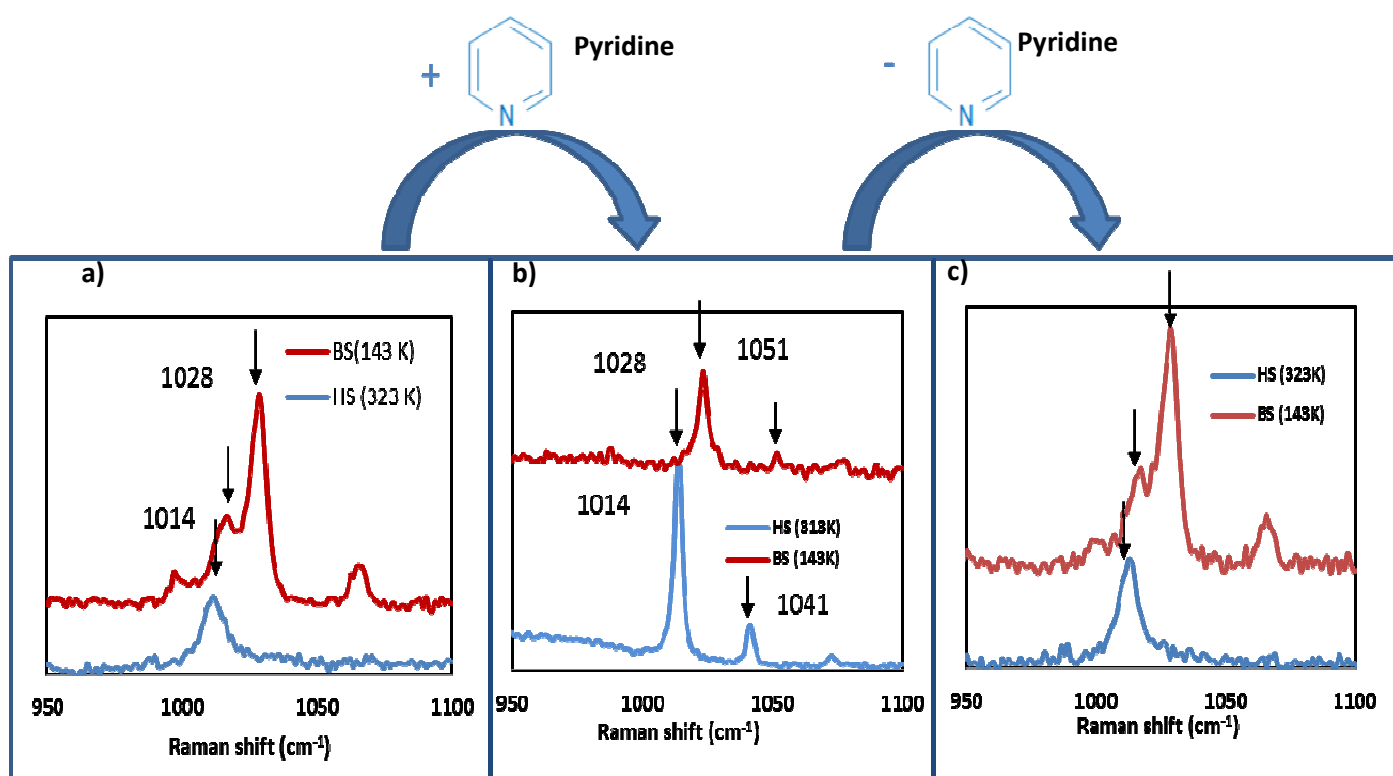 +
N
Pyridine
-
N
Pyridine
a)
1028
1014
BS(143 K)
HS (323 K)
950
1000
1050
1100
Raman shift (cm⁻¹)
b)
1028
1051
1014
HS (313K)
BS (143K)
1041
950
1000
1050
1100
Raman shift (cm⁻¹)
c)
HS (323K)
BS (143K)
950
1000
1050
1100
Raman shift (cm⁻¹)